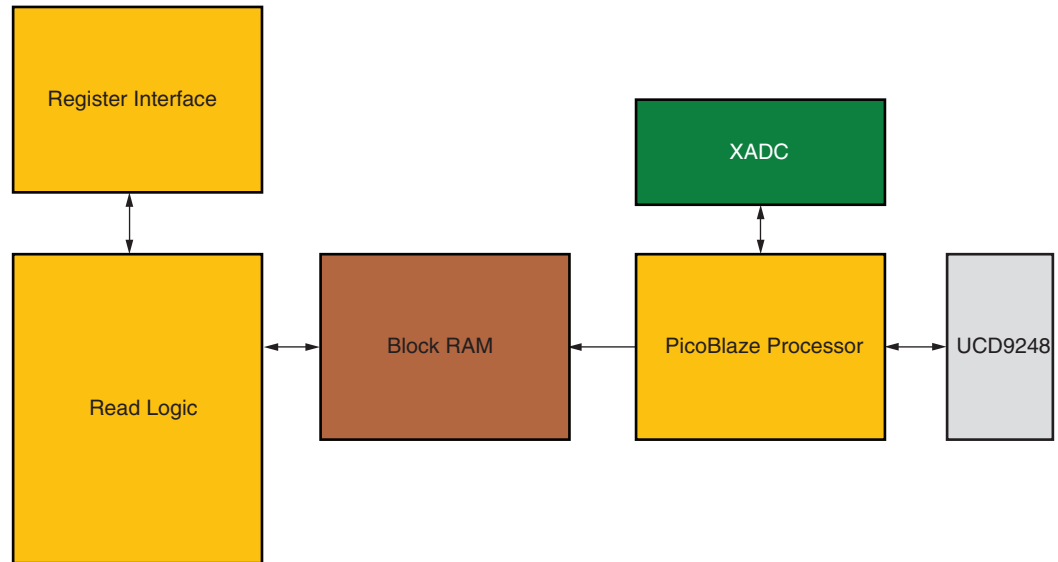 Register Interface
XADC
Block RAM
PicoBlaze Processor
UCD9248
Read Logic